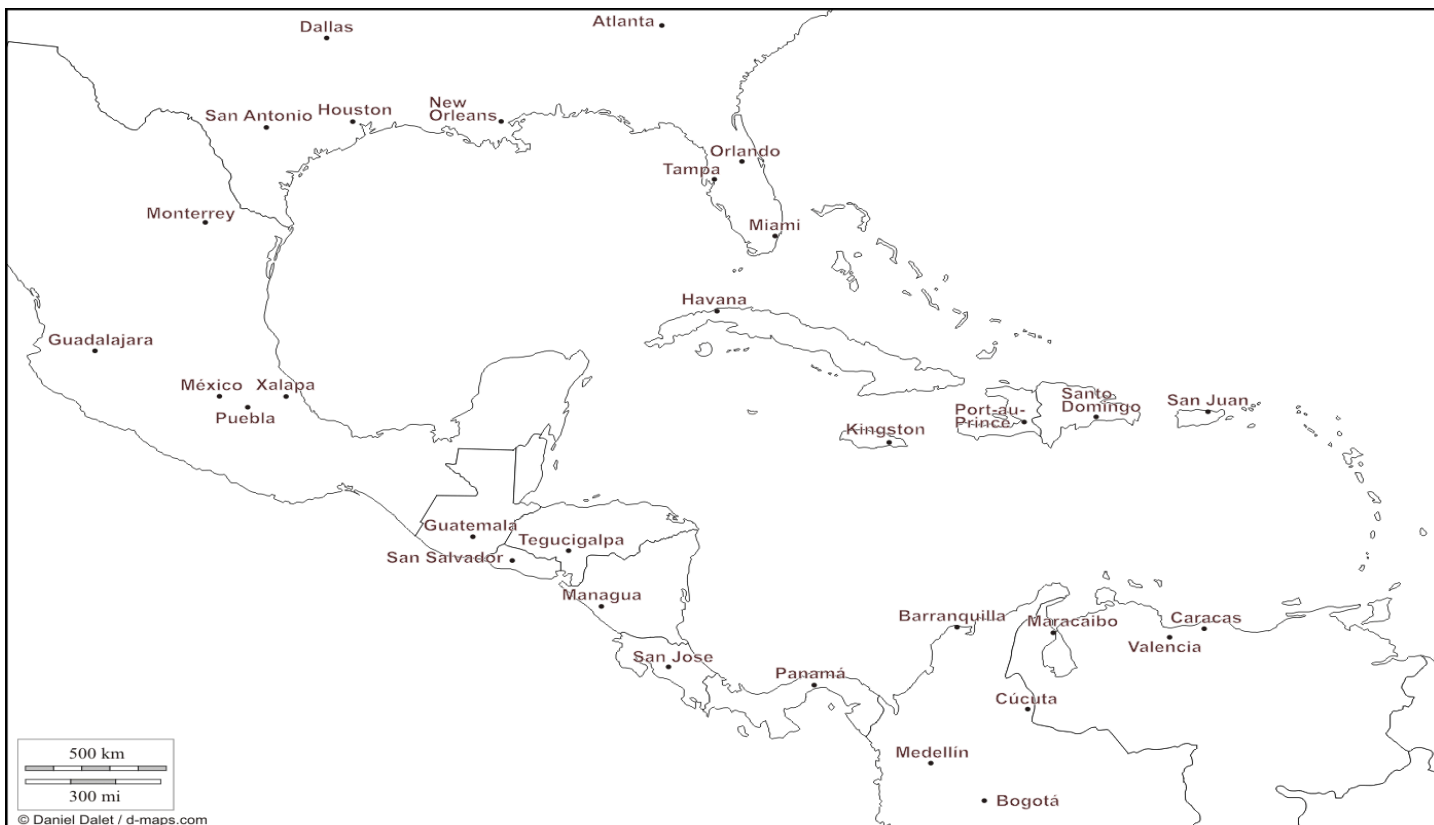 Dallas
Atlanta
San Antonio
Houston
New
Orleans
Orlando
Tampa
Monterrey
Miami
Havana
Guadalajara
México
Xalapa
Puebla
Kingston
Port-au-
Prince
Santo
Domingo
San Juan
Guatemala
Tegucigalpa
San Salvador
Managua
Barranquilla
Maracaibo
Caracas
Valencia
San Jose
Panamá
Cúcuta
Medellín
Bogotá
500 km
300 mi
© Daniel Dalet / d-maps.com